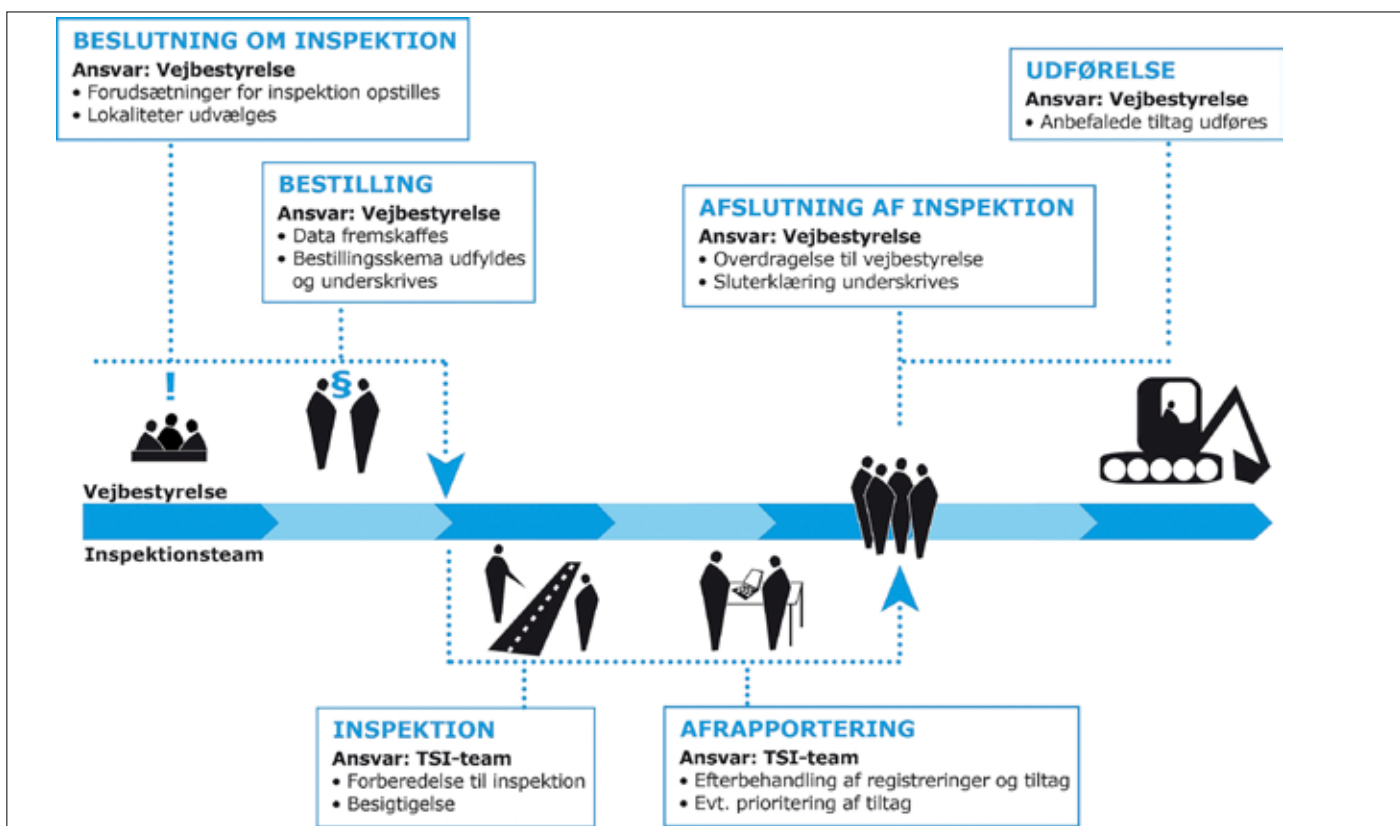 BESLUTNING OM INSPEKTION
Ansvar: Vejbestyrelse
• Forudsætninger for inspektion opstilles
• Lokaliteter udvælges
BESTILLING
Ansvar: Vejbestyrelse
• Data fremskaffes
• Bestillingsskema udfyldes
og underskrives
AFSLUTNING AF INSPEKTION
Ansvar: Vejbestyrelse
• Overdragelse til vejbestyrelse
• Sluterklæring underskrives
UDFØRELSE
Ansvar: Vejbestyrelse
• Anbefalede tiltag udføres
!
§
Vejbestyrelse
Inspektionsteam
INSPEKTION
Ansvar: TSI-team
• Forberedelse til inspektion
• Besigtigelse
AFRAPPORTERING
Ansvar: TSI-team
• Efterbehandling af registreringer og tiltag
• Evt. prioritering af tiltag